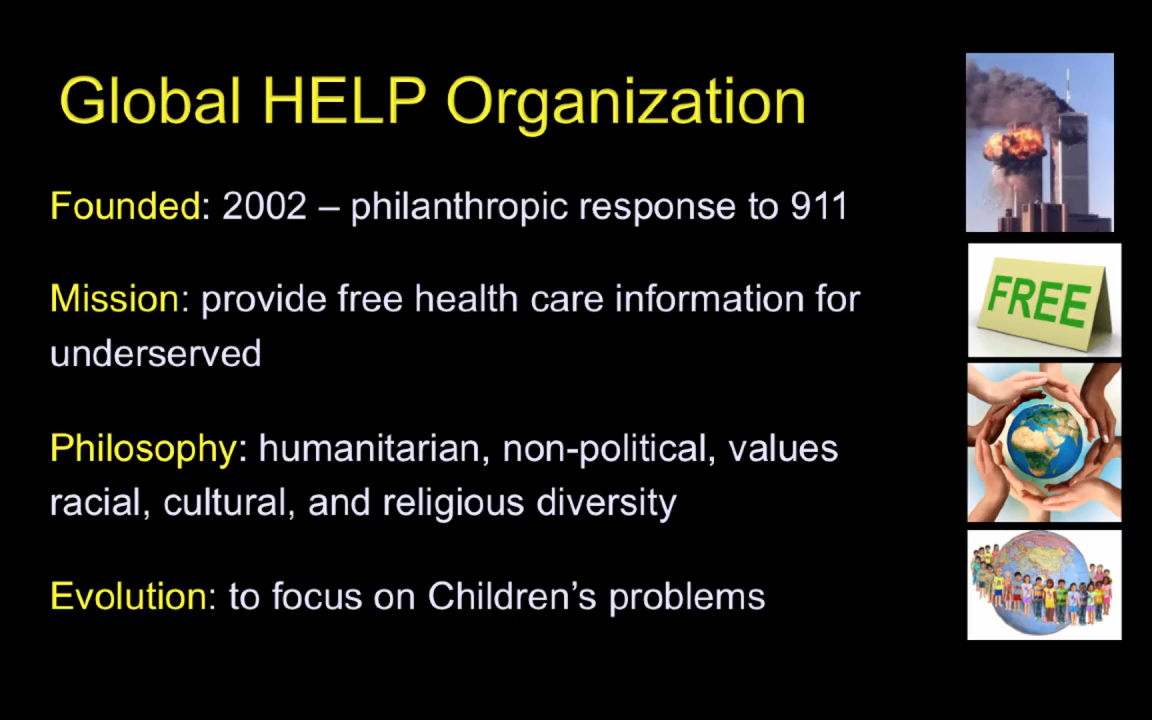 Global HELP Organization
Founded: 2002 – philanthropic response to 911
Mission: provide free health care information for
underserved
Philosophy: humanitarian, non-political, values
racial, cultural, and religious diversity
Evolution: to focus on Children’s problems
FREE